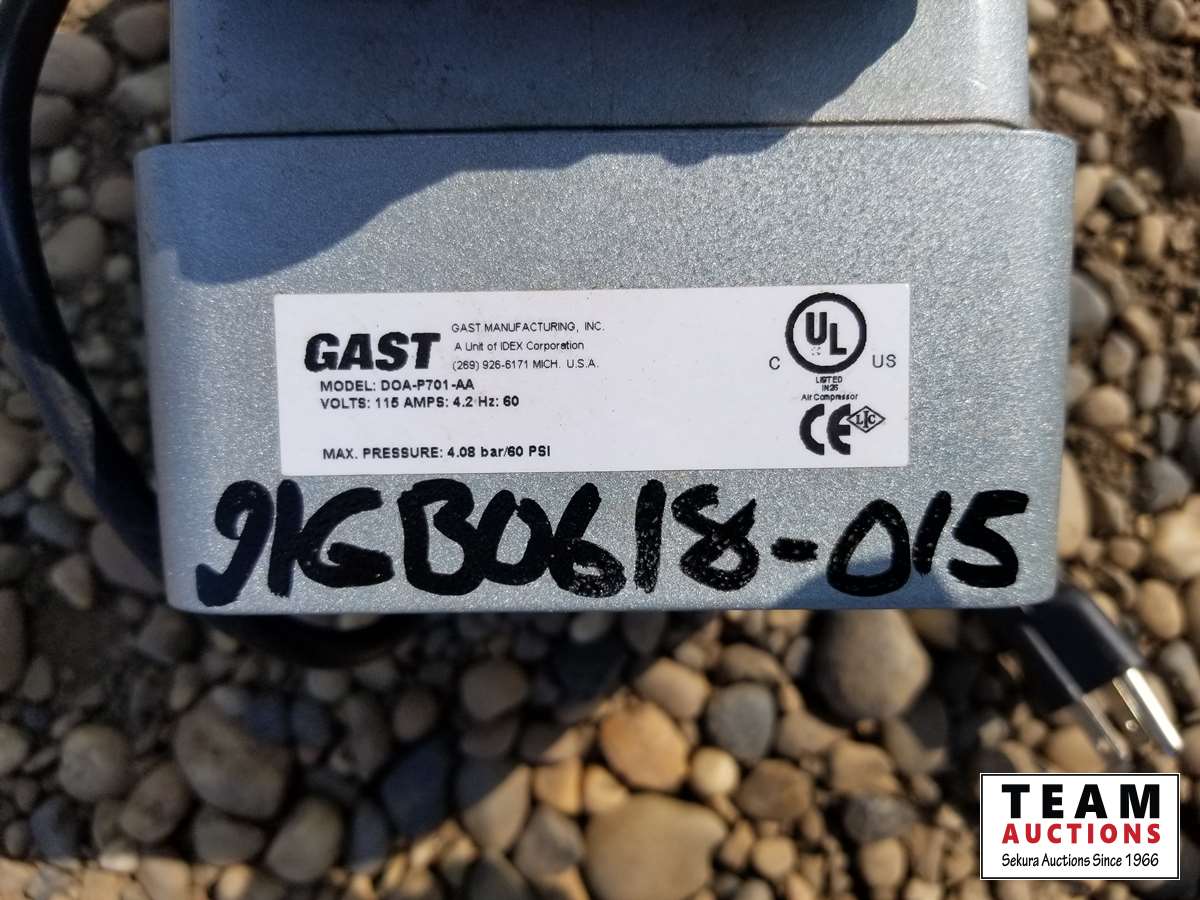 GAST
GAST MANUFACTURING, INC.
A Unit of IDEX Corporation
(269) 926-6171 MICH. U.S.A.
MODEL: DOA-P701-AA
VOLTS: 115 AMPS: 4.2 Hz: 60
MAX. PRESSURE: 4.08 bar/60 PSI
C UL US
LISTED
Air Compressor
CE
91GB0618-015
TEAM
AUCTIONS
Sekura Auctions Since 1966